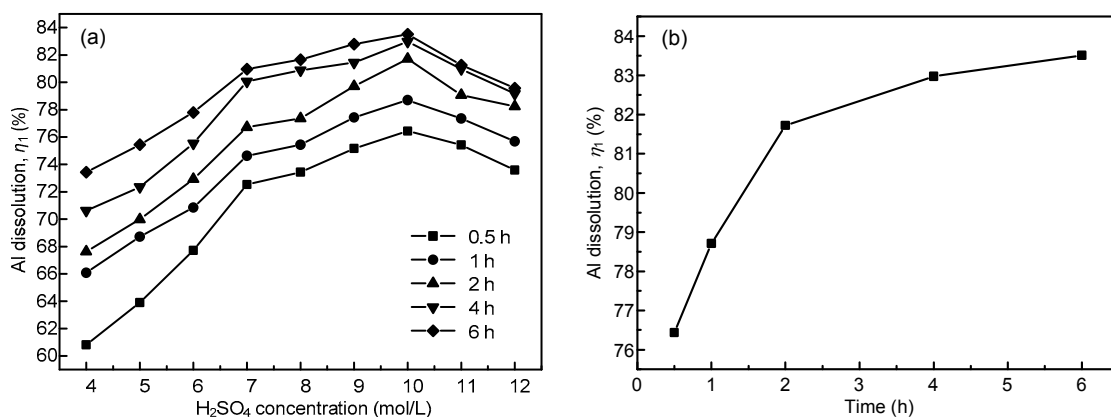 (a)
Al dissolution, η1 (%)
84
82
80
78
76
74
72
70
68
66
64
62
60
4 5 6 7 8 9 10 11 12
H2SO4 concentration (mol/L)
0.5 h
1 h
2 h
4 h
6 h
(b)
Al dissolution, η1 (%)
84
83
82
81
80
79
78
77
76
0 1 2 3 4 5 6
Time (h)